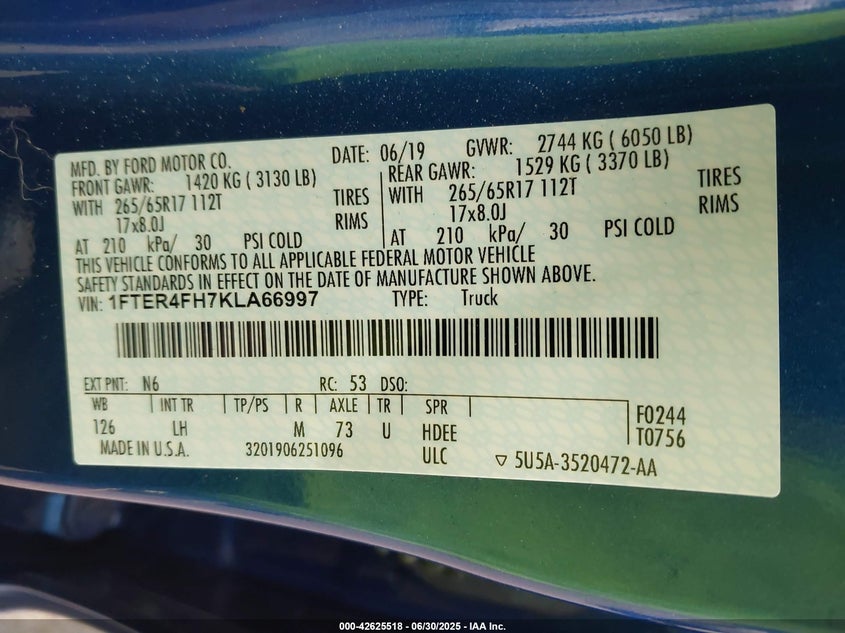 MFD. BY FORD MOTOR CO. DATE: 06/19 GVWR: 2744 KG ( 6050 LB)
FRONT GAWR: 1420 KG ( 3130 LB) REAR GAWR: 1529 KG ( 3370 LB)
WITH 265/65R17 112T TIRES WITH 265/65R17 112T TIRES
17x8.0J RIMS 17x8.0J RIMS
AT 210 kPa/ 30 PSI COLD AT 210 kPa/ 30 PSI COLD
THIS VEHICLE CONFORMS TO ALL APPLICABLE FEDERAL MOTOR VEHICLE
SAFETY STANDARDS IN EFFECT ON THE DATE OF MANUFACTURE SHOWN ABOVE.
VIN: 1FTER4FH7KLA66997 TYPE: Truck
EXT PNT: N6 RC: 53 DSO:
WB INT TR TP/PS R AXLE TR SPR F0244
126 LH M 73 U HDEE T0756
MADE IN U.S.A. 3201906251096 ULC ▽ 5U5A-3520472-AA
000-42625518 - 06/30/2025 - IAA Inc.